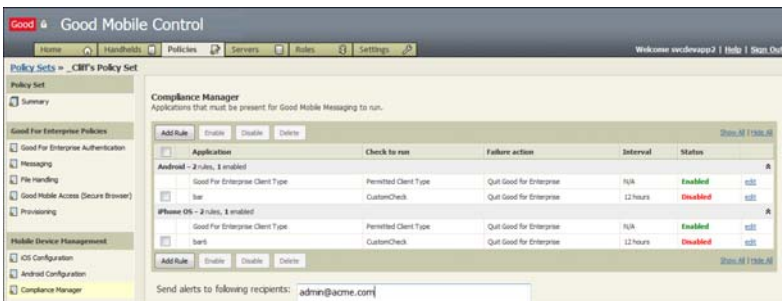 Good Good Mobile Control
Home Handhelds Policies Servers Roles Settings Welcome svcdevapp2 | Help | Sign Out
Policy Sets » _Cliff's Policy Set
Policy Set
Summary
Good For Enterprise Policies
Good For Enterprise Authentication
Messaging
File Handling
Good Mobile Access (Secure Browser)
Provisioning
Mobile Device Management
iOS Configuration
Android Configuration
Compliance Manager
Compliance Manager
Applications that must be present for Good Mobile Messaging to run.
Add Rule Enable Disable Delete Show All | Hide All
Application Check to run Failure action Interval Status
Android - 2 rules, 1 enabled
Good For Enterprise Client Type Permitted Client Type Quit Good for Enterprise N/A Enabled edit
bar CustomCheck Quit Good for Enterprise 12 hours Disabled edit
iPhone OS - 2 rules, 1 enabled
Good For Enterprise Client Type Permitted Client Type Quit Good for Enterprise N/A Enabled edit
CustomCheck Quit Good for Enterprise 12 hours Disabled edit
Add Rule Enable Disable Delete Show All | Hide All
Send alerts to following recipients: admin@acme.com